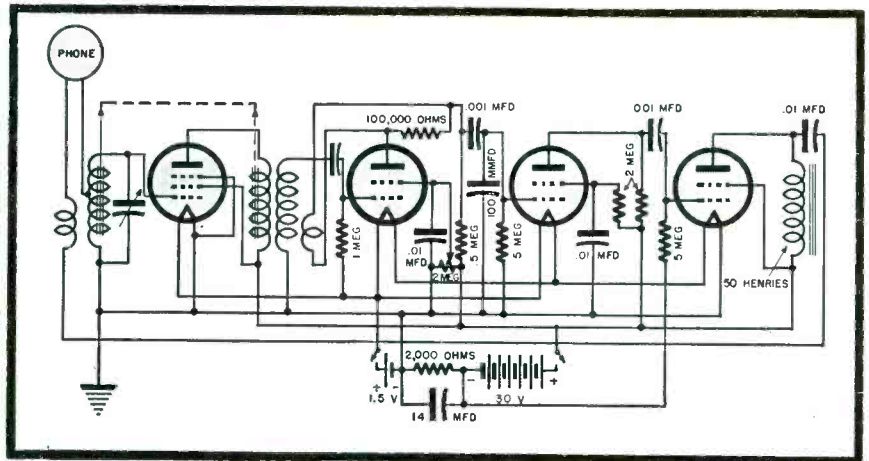 PHONE
100,000 OHMS
.001 MFD
.001 MFD
.01 MFD
100 MMFD
2 MEG
1 MEG
.01 MFD
2 MEG
5 MEG
5 MEG
.01 MFD
5 MEG
50 HENRIES
2,000 OHMS
+ -
- +
1.5 V
30 V
14 MFD